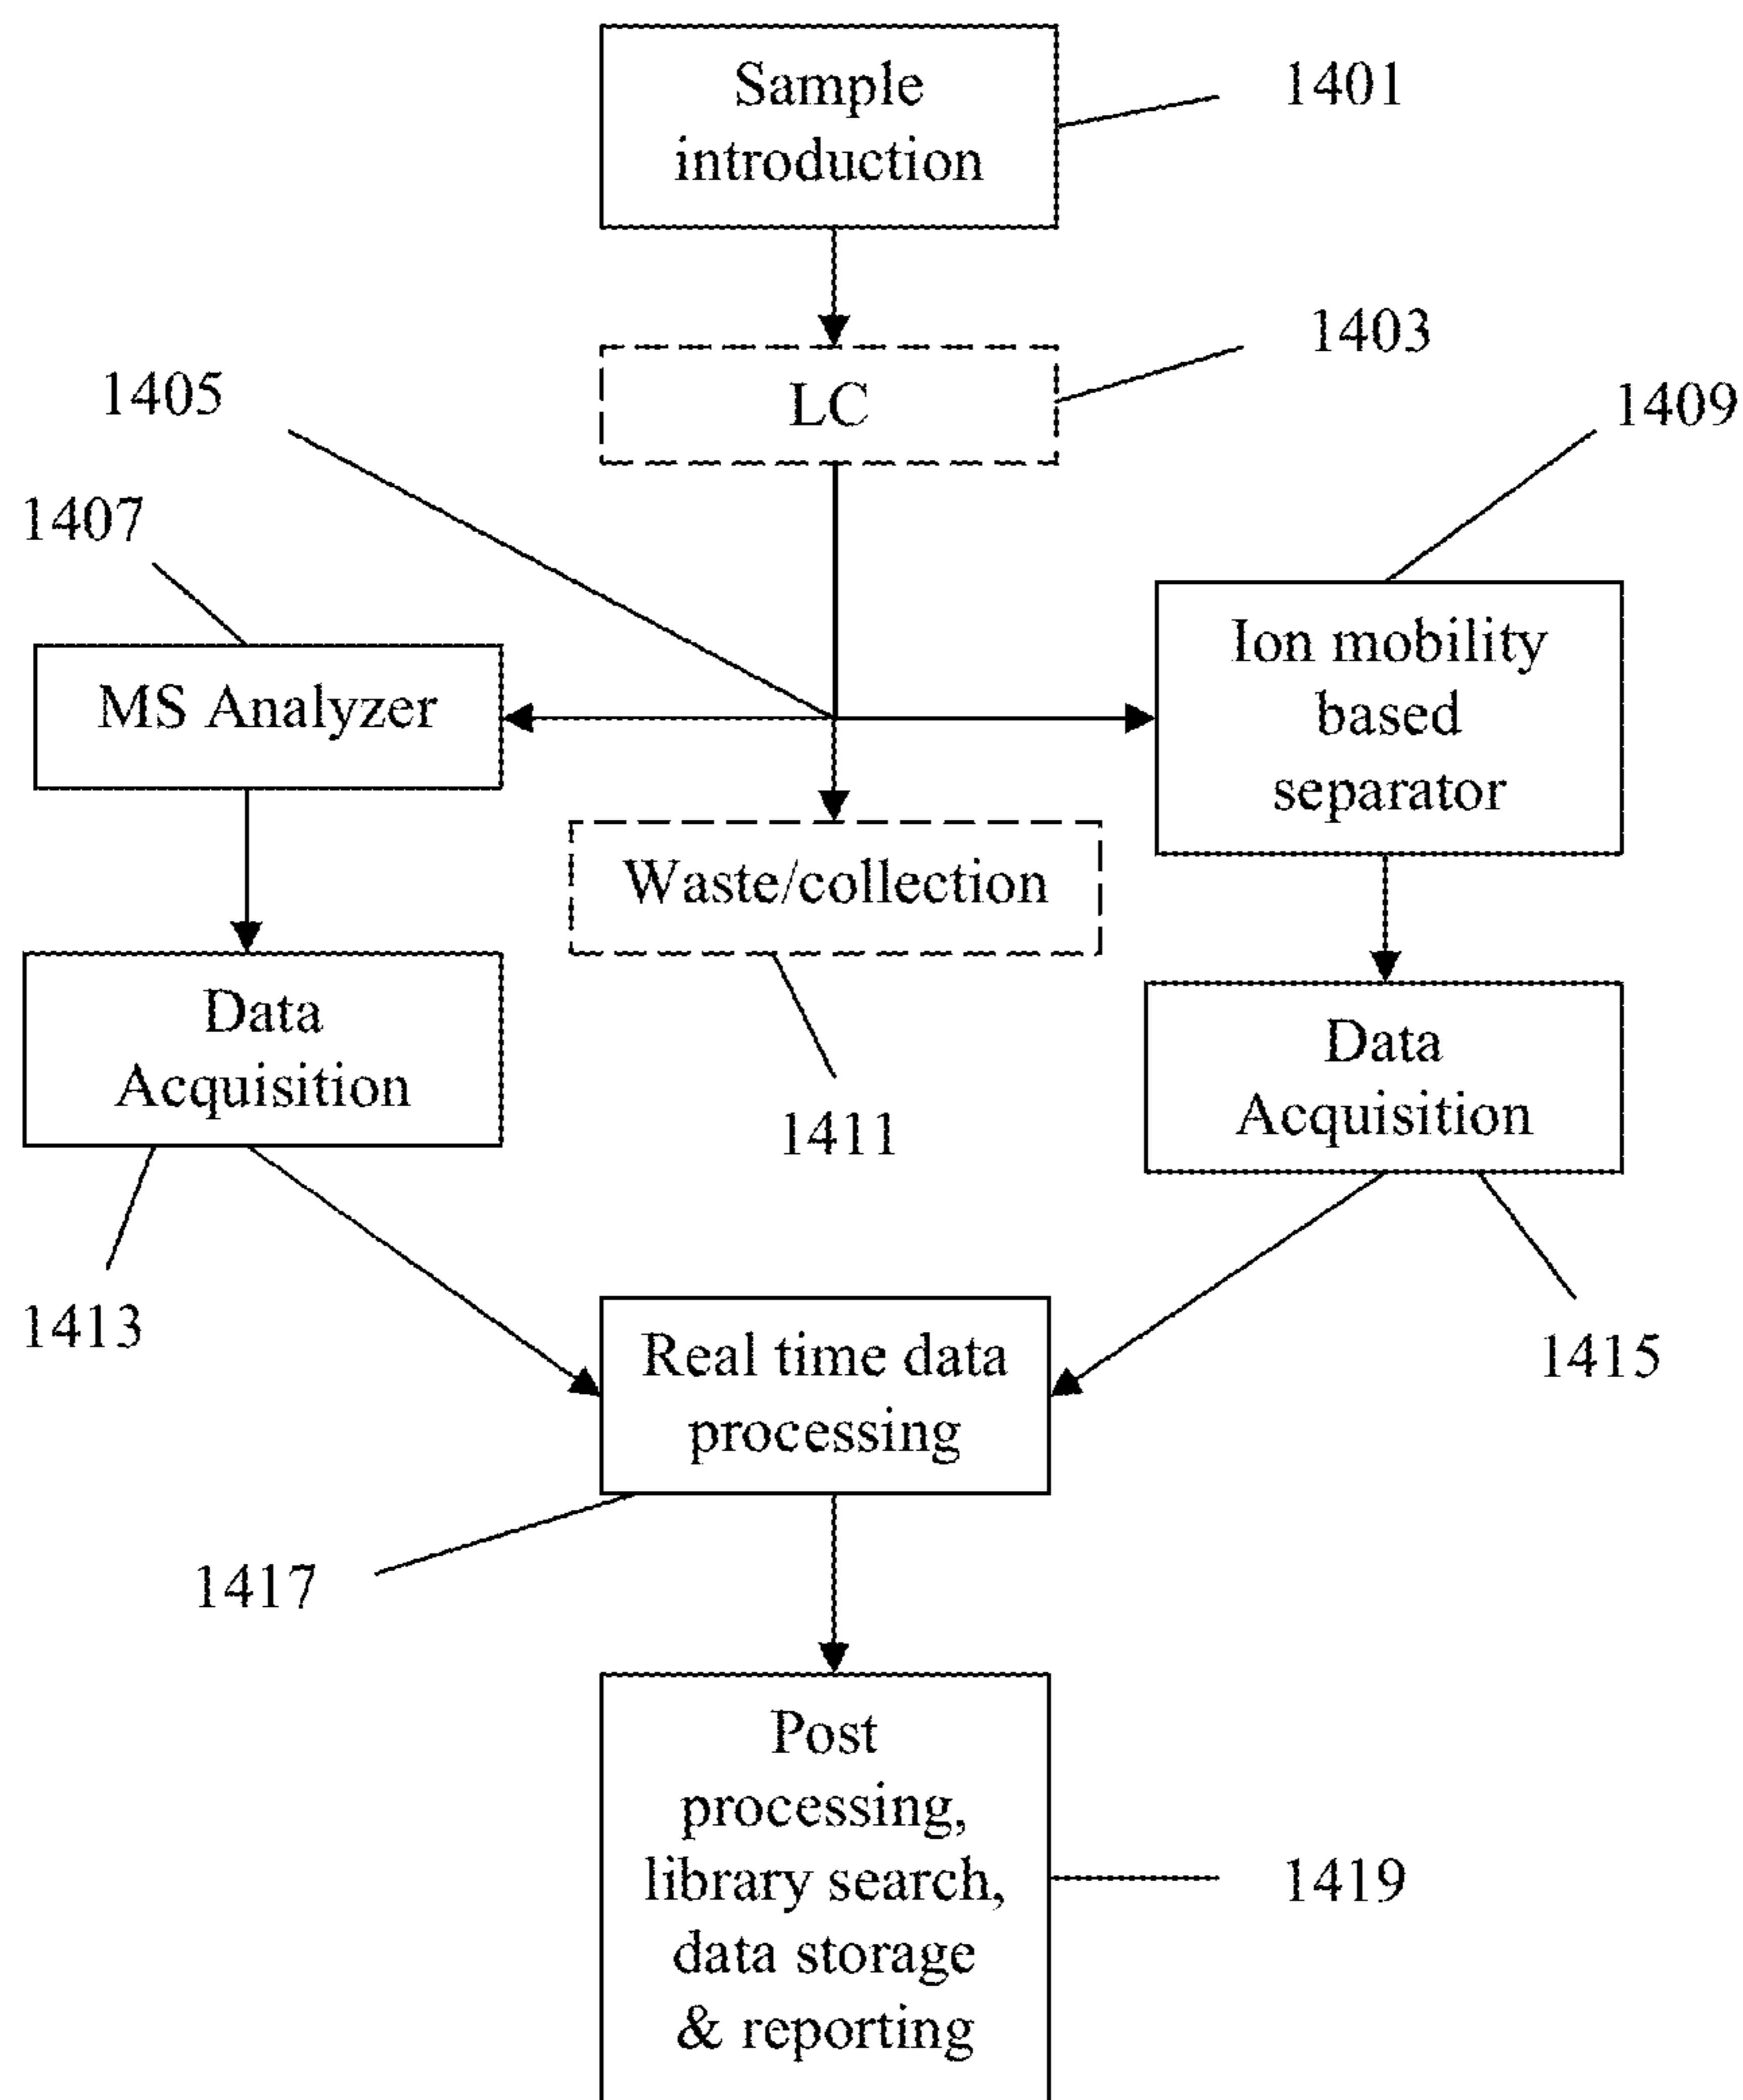 Sample
introduction
1401
LC
1403
1405
1409
1407
MS Analyzer
Ion mobility
based
separator
Waste/collection
1411
Data
Acquisition
Data
Acquisition
1413
1415
Real time data
processing
1417
Post
processing,
library search,
data storage
& reporting
1419